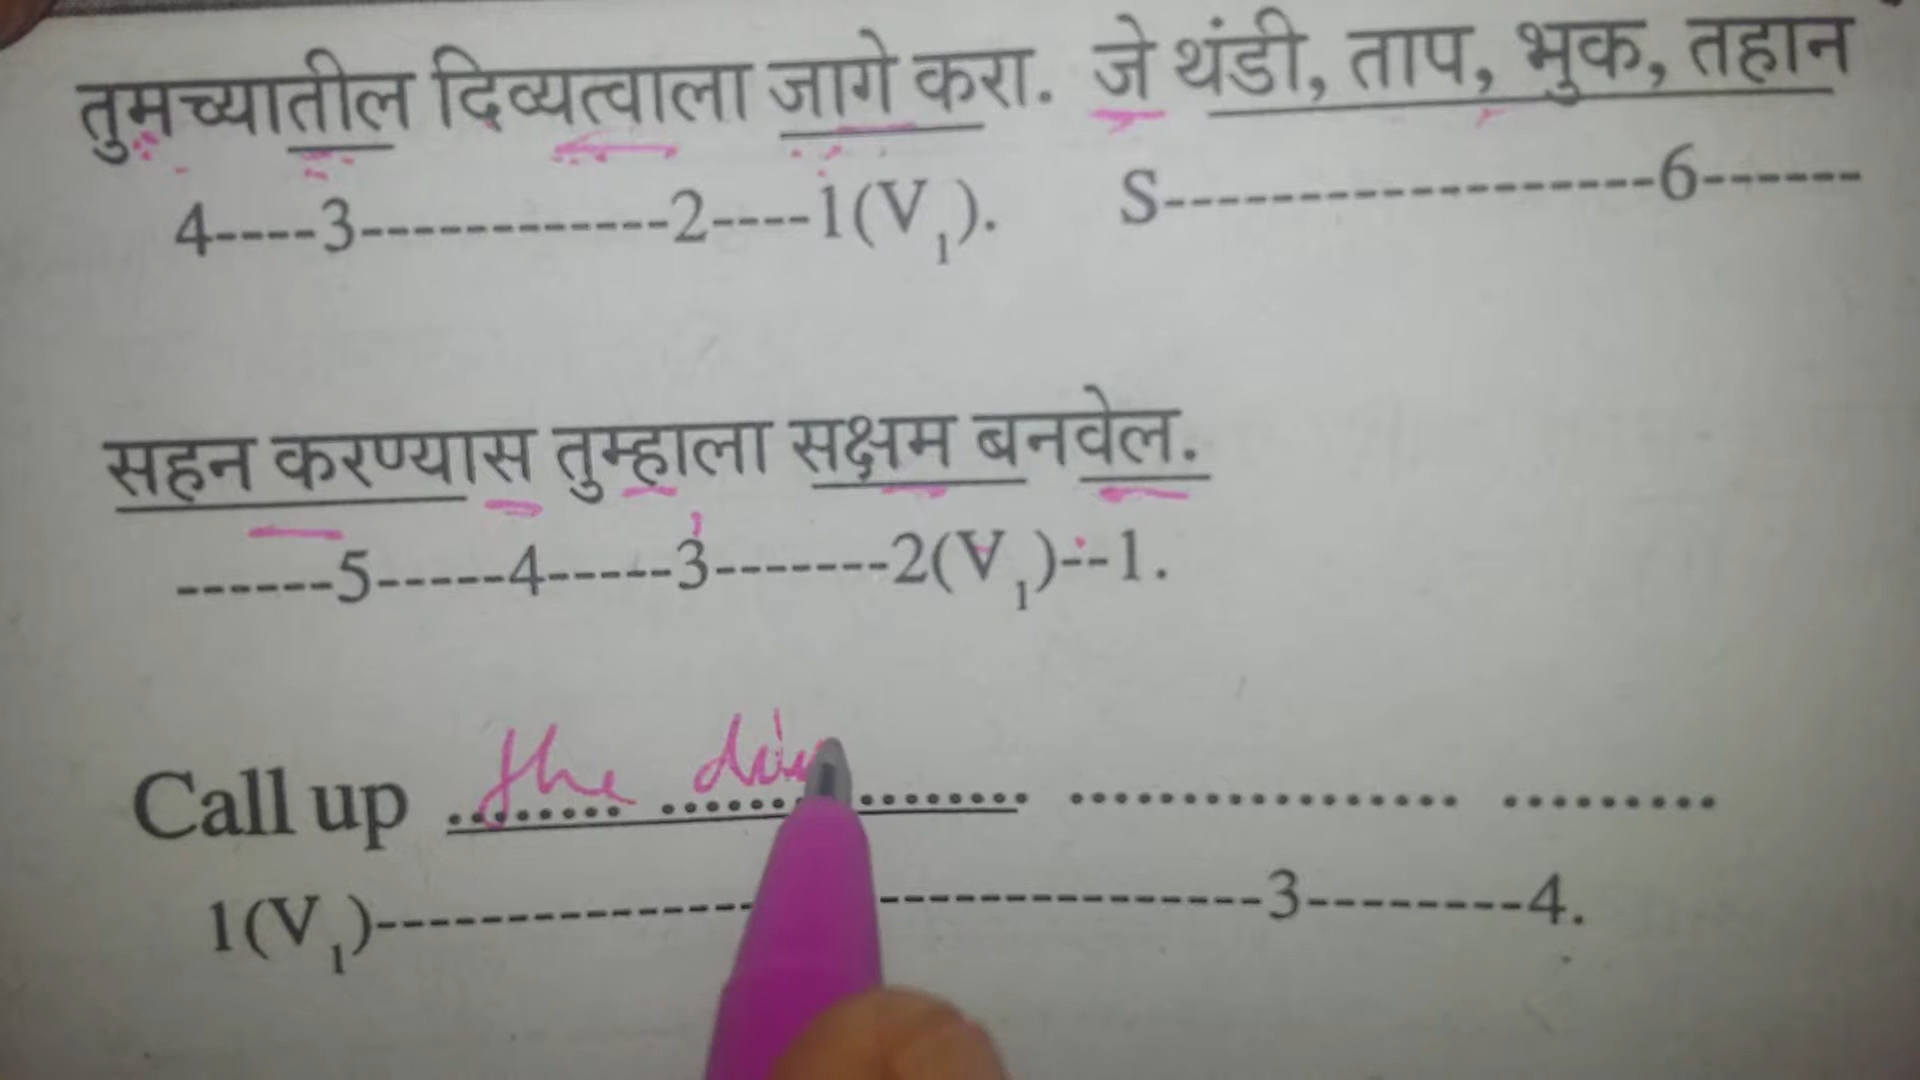 तुमच्यातील दिव्यत्वाला जागे करा. जे थंडी, ताप, भुक, तहान
4----3------------2----1(V1). S------------------6------
सहन करण्यास तुम्हाला सक्षम बनवेल.
------5-----4-----3-------2(V1)--1.
Call up the ........ ............... .........
1(V1)--------------- ---------------3--------4.